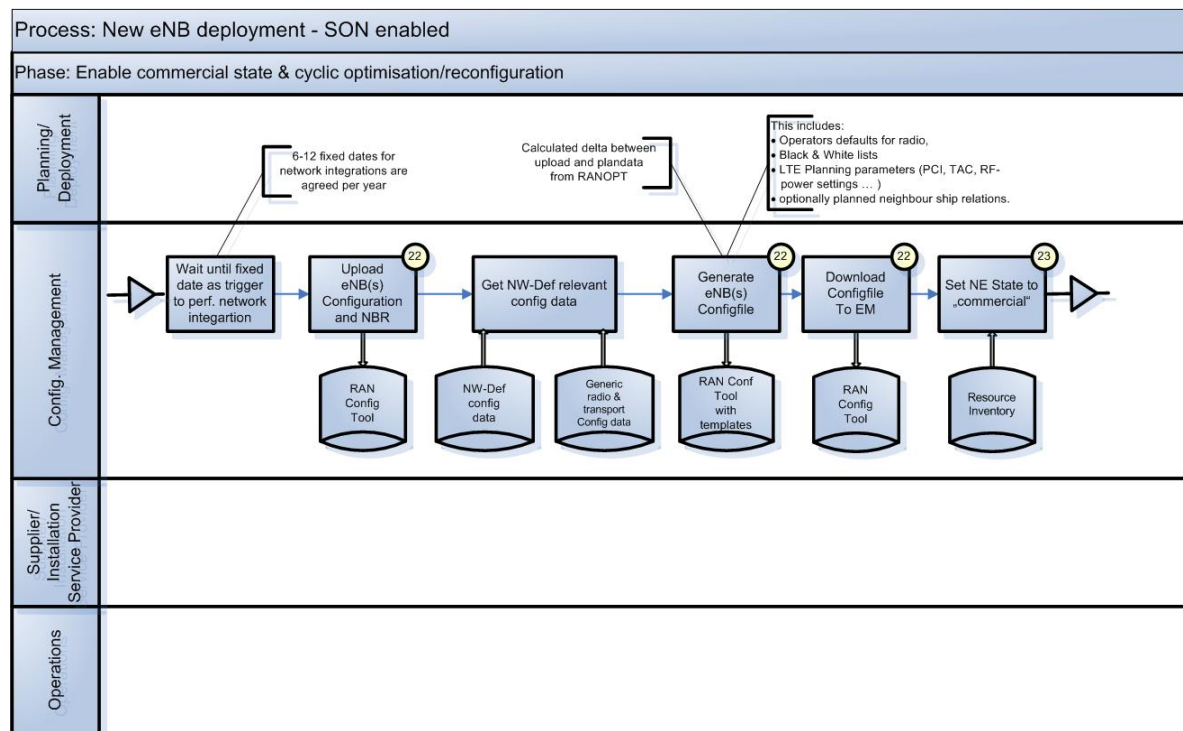 Process: New eNB deployment - SON enabled
Phase: Enable commercial state & cyclic optimisation/reconfiguration
Planning/
Deployment
6-12 fixed dates for
network integrations are
agreed per year
Calculated delta between
upload and plandata
from RANOPT
This includes:
• Operators defaults for radio,
• Black & White lists
• LTE Planning parameters (PCI, TAC, RF-
power settings … )
• optionally planned neighbour ship relations.
Config. Management
Wait until fixed
date as trigger
to perf. network
integartion
22
Upload
eNB(s)
Configuration
and NBR
Get NW-Def relevant
config data
22
Generate
eNB(s)
Configfile
22
Download
Configfile
To EM
23
Set NE State to
„commercial“
RAN
Config
Tool
NW-Def
config
data
Generic
radio &
transport
Config data
RAN Conf
Tool
with
templates
RAN
Config
Tool
Resource
Inventory
Supplier/
Installation
Service Provider
Operations